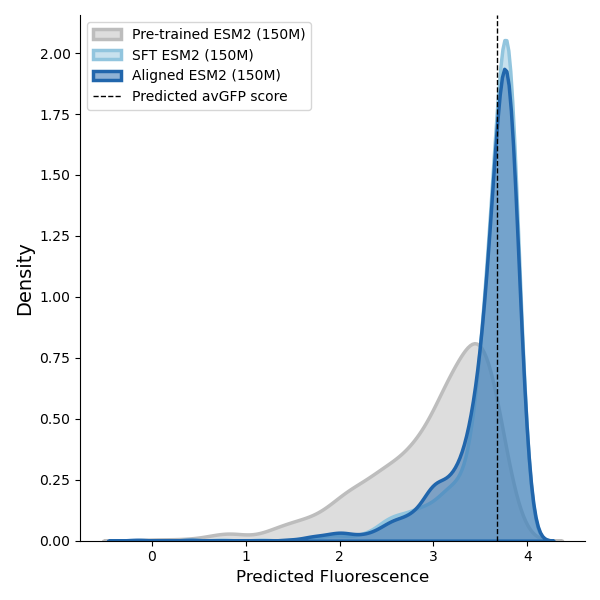 Pre-trained ESM2 (150M)
SFT ESM2 (150M)
Aligned ESM2 (150M)
Predicted avGFP score
Density
2.00
1.75
1.50
1.25
1.00
0.75
0.50
0.25
0.00
0 1 2 3 4
Predicted Fluorescence